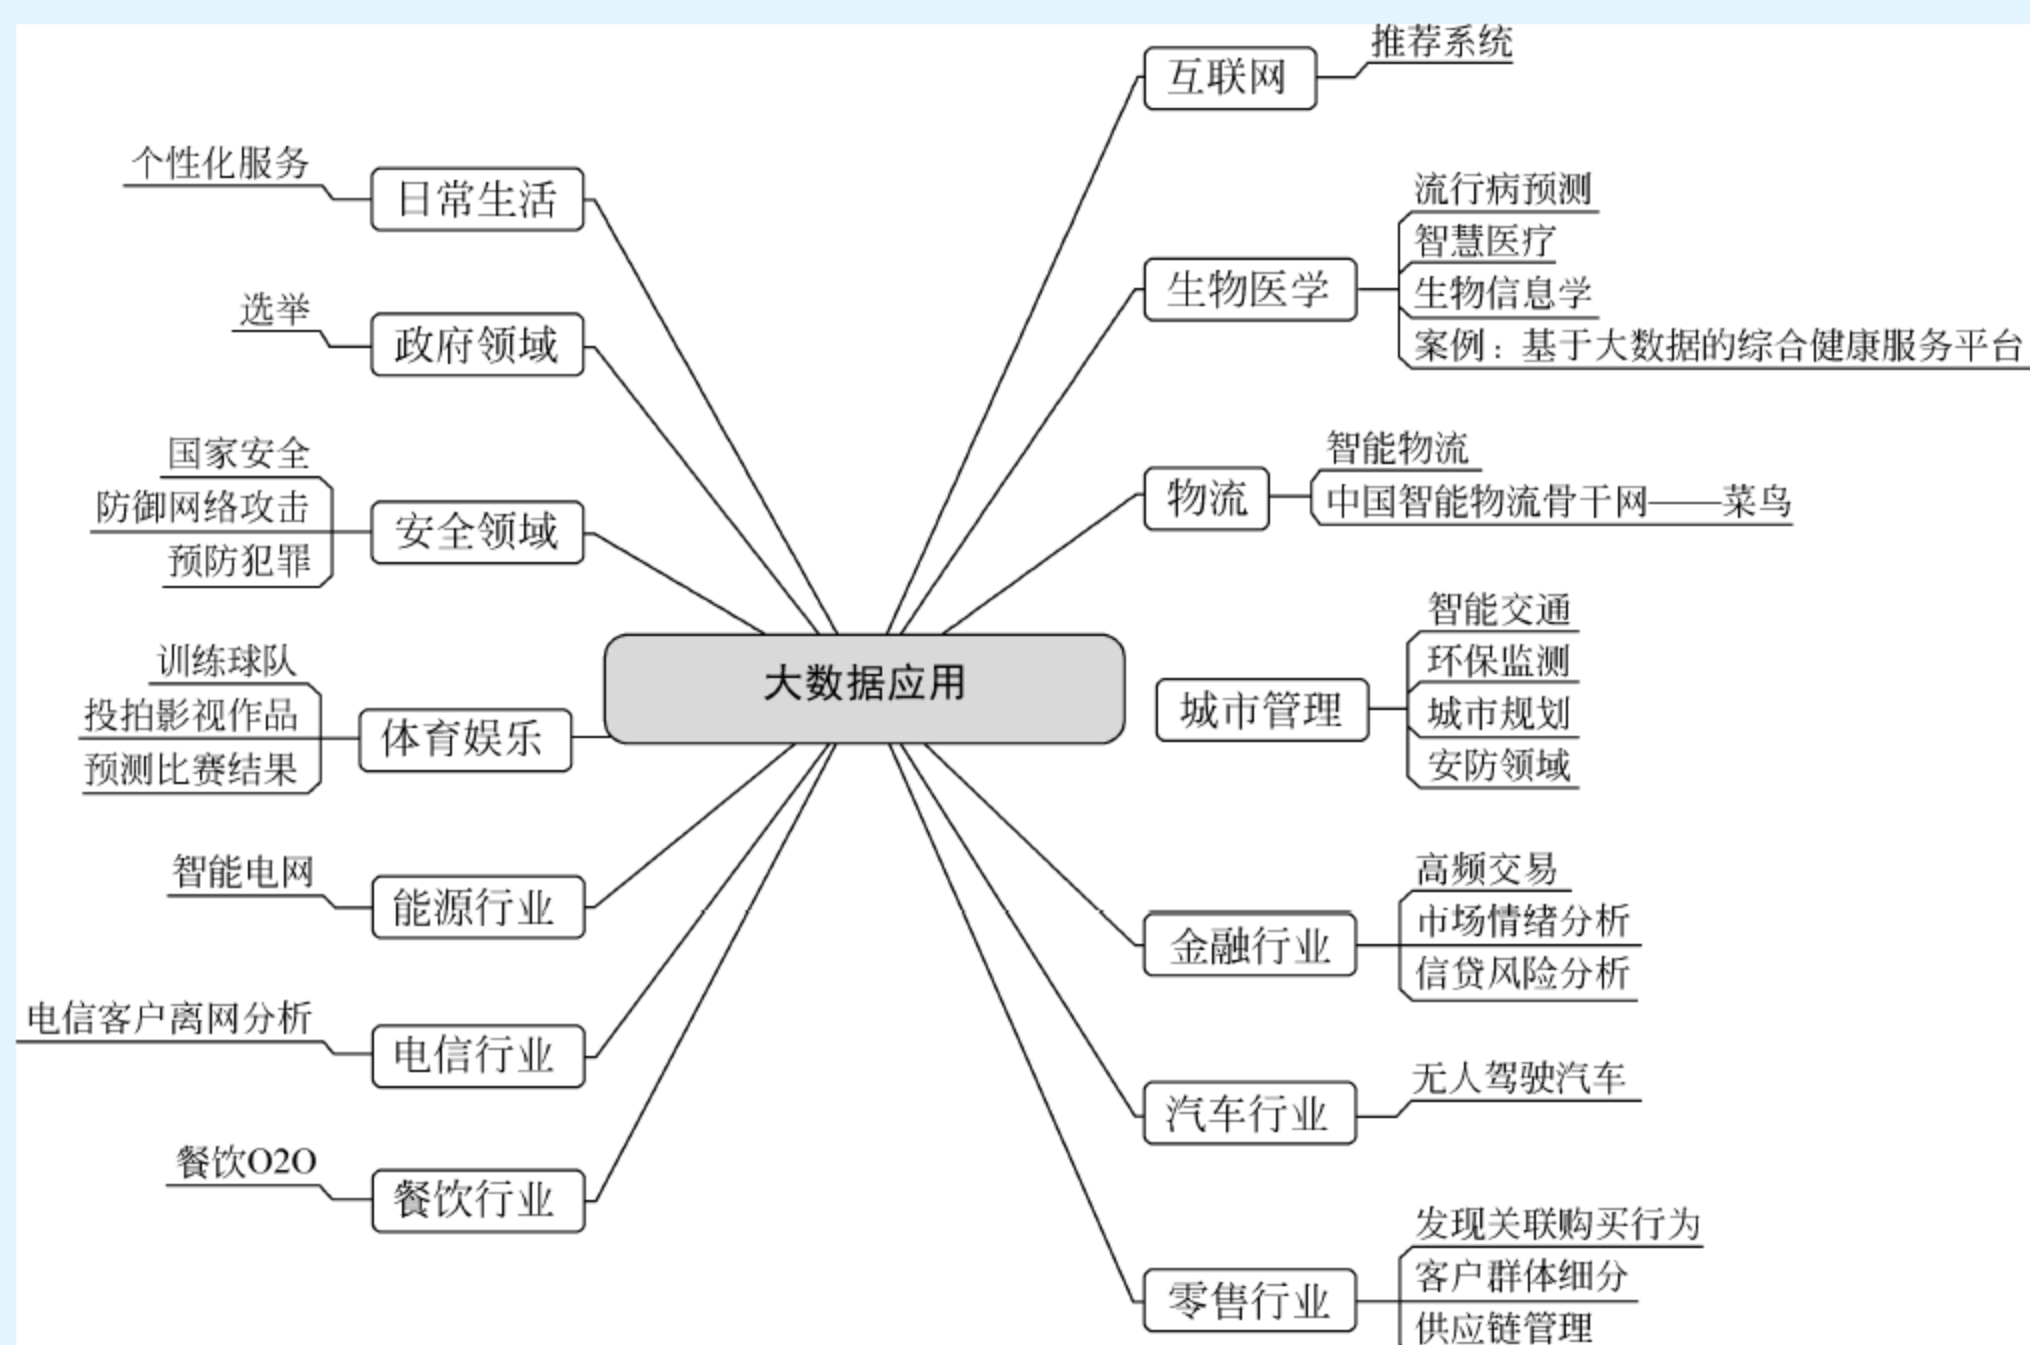 大数据应用
互联网
推荐系统
生物医学
流行病预测
智慧医疗
生物信息学
案例：基于大数据的综合健康服务平台
物流
智能物流
中国智能物流骨干网——菜鸟
城市管理
智能交通
环保监测
城市规划
安防领域
金融行业
高频交易
市场情绪分析
信贷风险分析
汽车行业
无人驾驶汽车
零售行业
发现关联购买行为
客户群体细分
供应链管理
日常生活
个性化服务
政府领域
选举
安全领域
国家安全
防御网络攻击
预防犯罪
体育娱乐
训练球队
投拍影视作品
预测比赛结果
能源行业
智能电网
电信行业
电信客户离网分析
餐饮行业
餐饮O2O